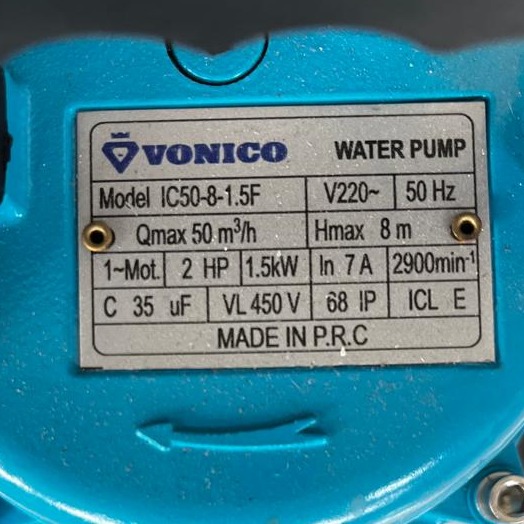 VONICO WATER PUMP
Model IC50-8-1.5F V220~ 50 Hz
Qmax 50 m³/h Hmax 8 m
1~Mot. 2 HP 1.5kW In 7 A 2900min⁻¹
C 35 uF VL 450 V 68 IP ICL E
MADE IN P.R.C